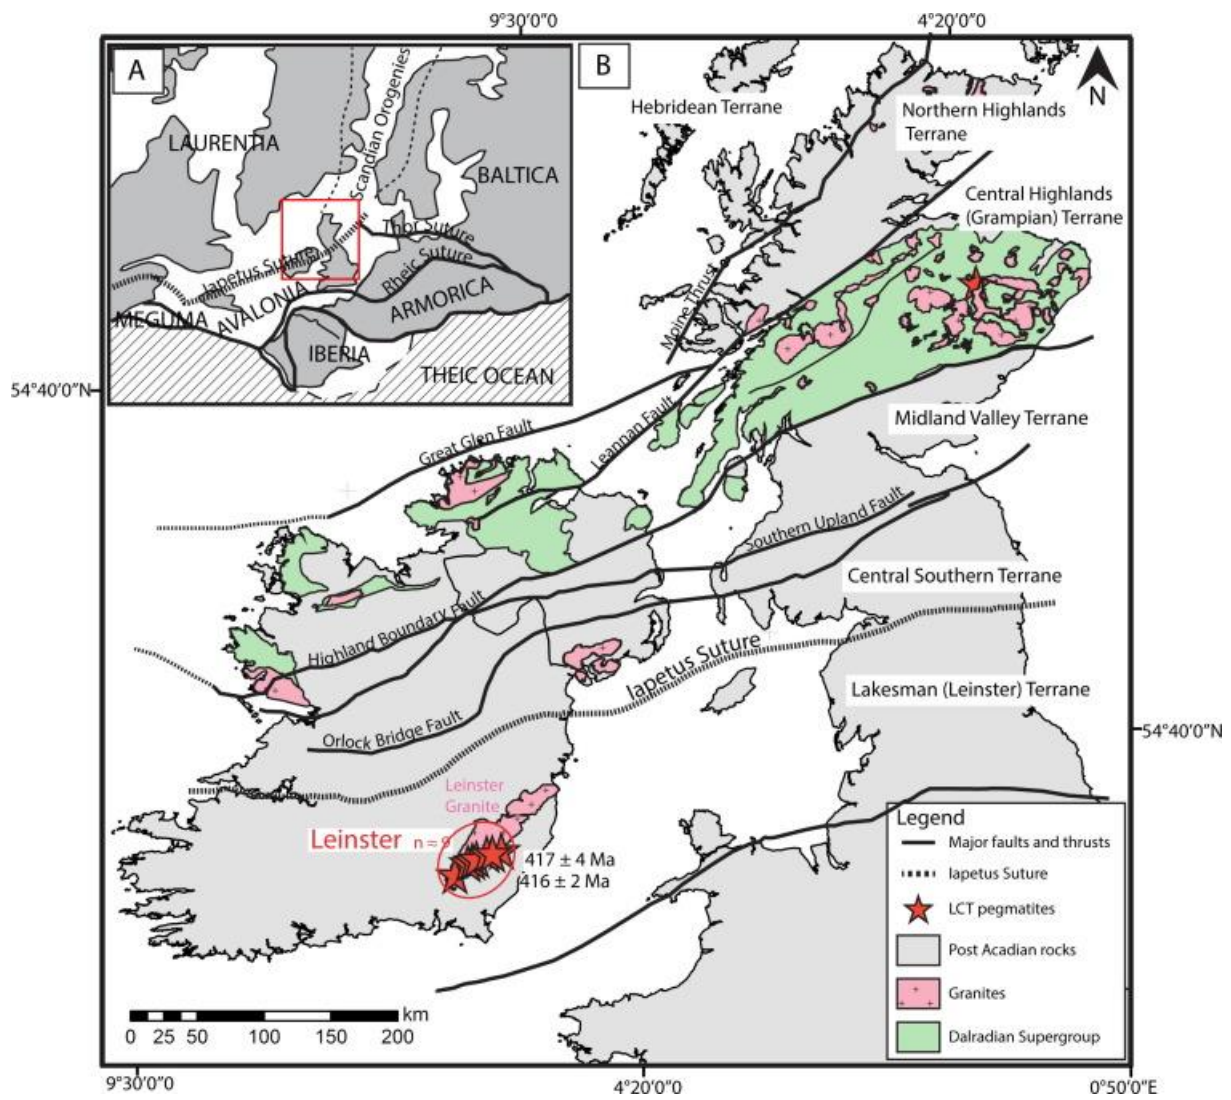 9°30'0"0
4°20'0"0
A
B
N
Hebridean Terrane
Northern Highlands
Terrane
LAURENTIA
Scandian Orogenies
BALTICA
Central Highlands
(Grampian) Terrane
Thor Suture
Iapetus Suture
Rheic Suture
AVALONIA
ARMORICA
MEGUMA
IBERIA
THEIC OCEAN
Moine Thrust
54°40'0"N
Midland Valley Terrane
Great Glen Fault
Leannan Fault
Southern Upland Fault
Central Southern Terrane
Highland Boundary Fault
Iapetus Suture
Lakesman (Leinster) Terrane
Orlock Bridge Fault
54°40'0"N
Leinster
Granite
Leinster n ≈ 9
417 ± 4 Ma
416 ± 2 Ma
Legend
Major faults and thrusts
Iapetus Suture
LCT pegmatites
Post Acadian rocks
Granites
Dalradian Supergroup
km
0 25 50 100 150 200
9°30'0"0
4°20'0"0
0°50'0"E